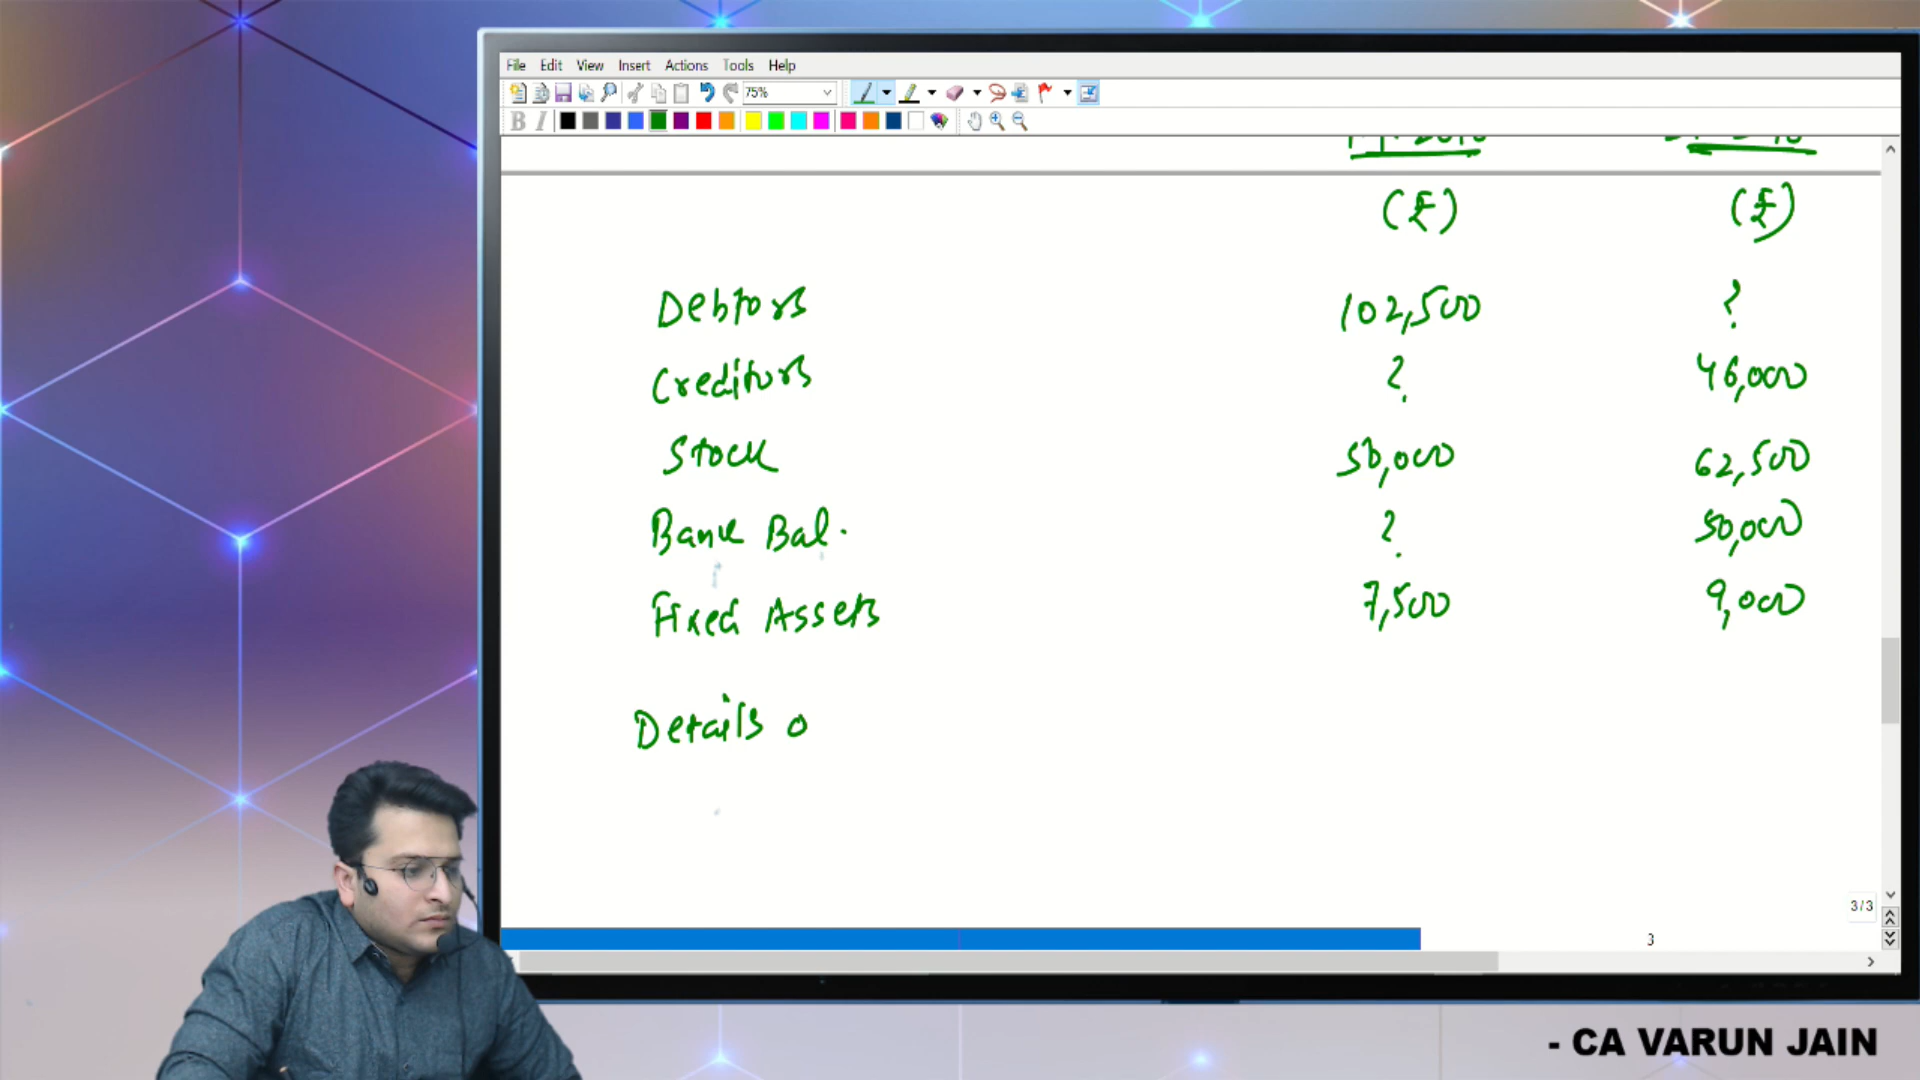 File Edit View Insert Actions Tools Help
75%
B I
(₹) (₹)
Debtors 102,500 ?
Creditors ? 46,000
Stock 50,000 62,500
Bank Bal. ? 50,000
Fixed Assets 7,500 9,000
Details o
3/3
3
- CA VARUN JAIN